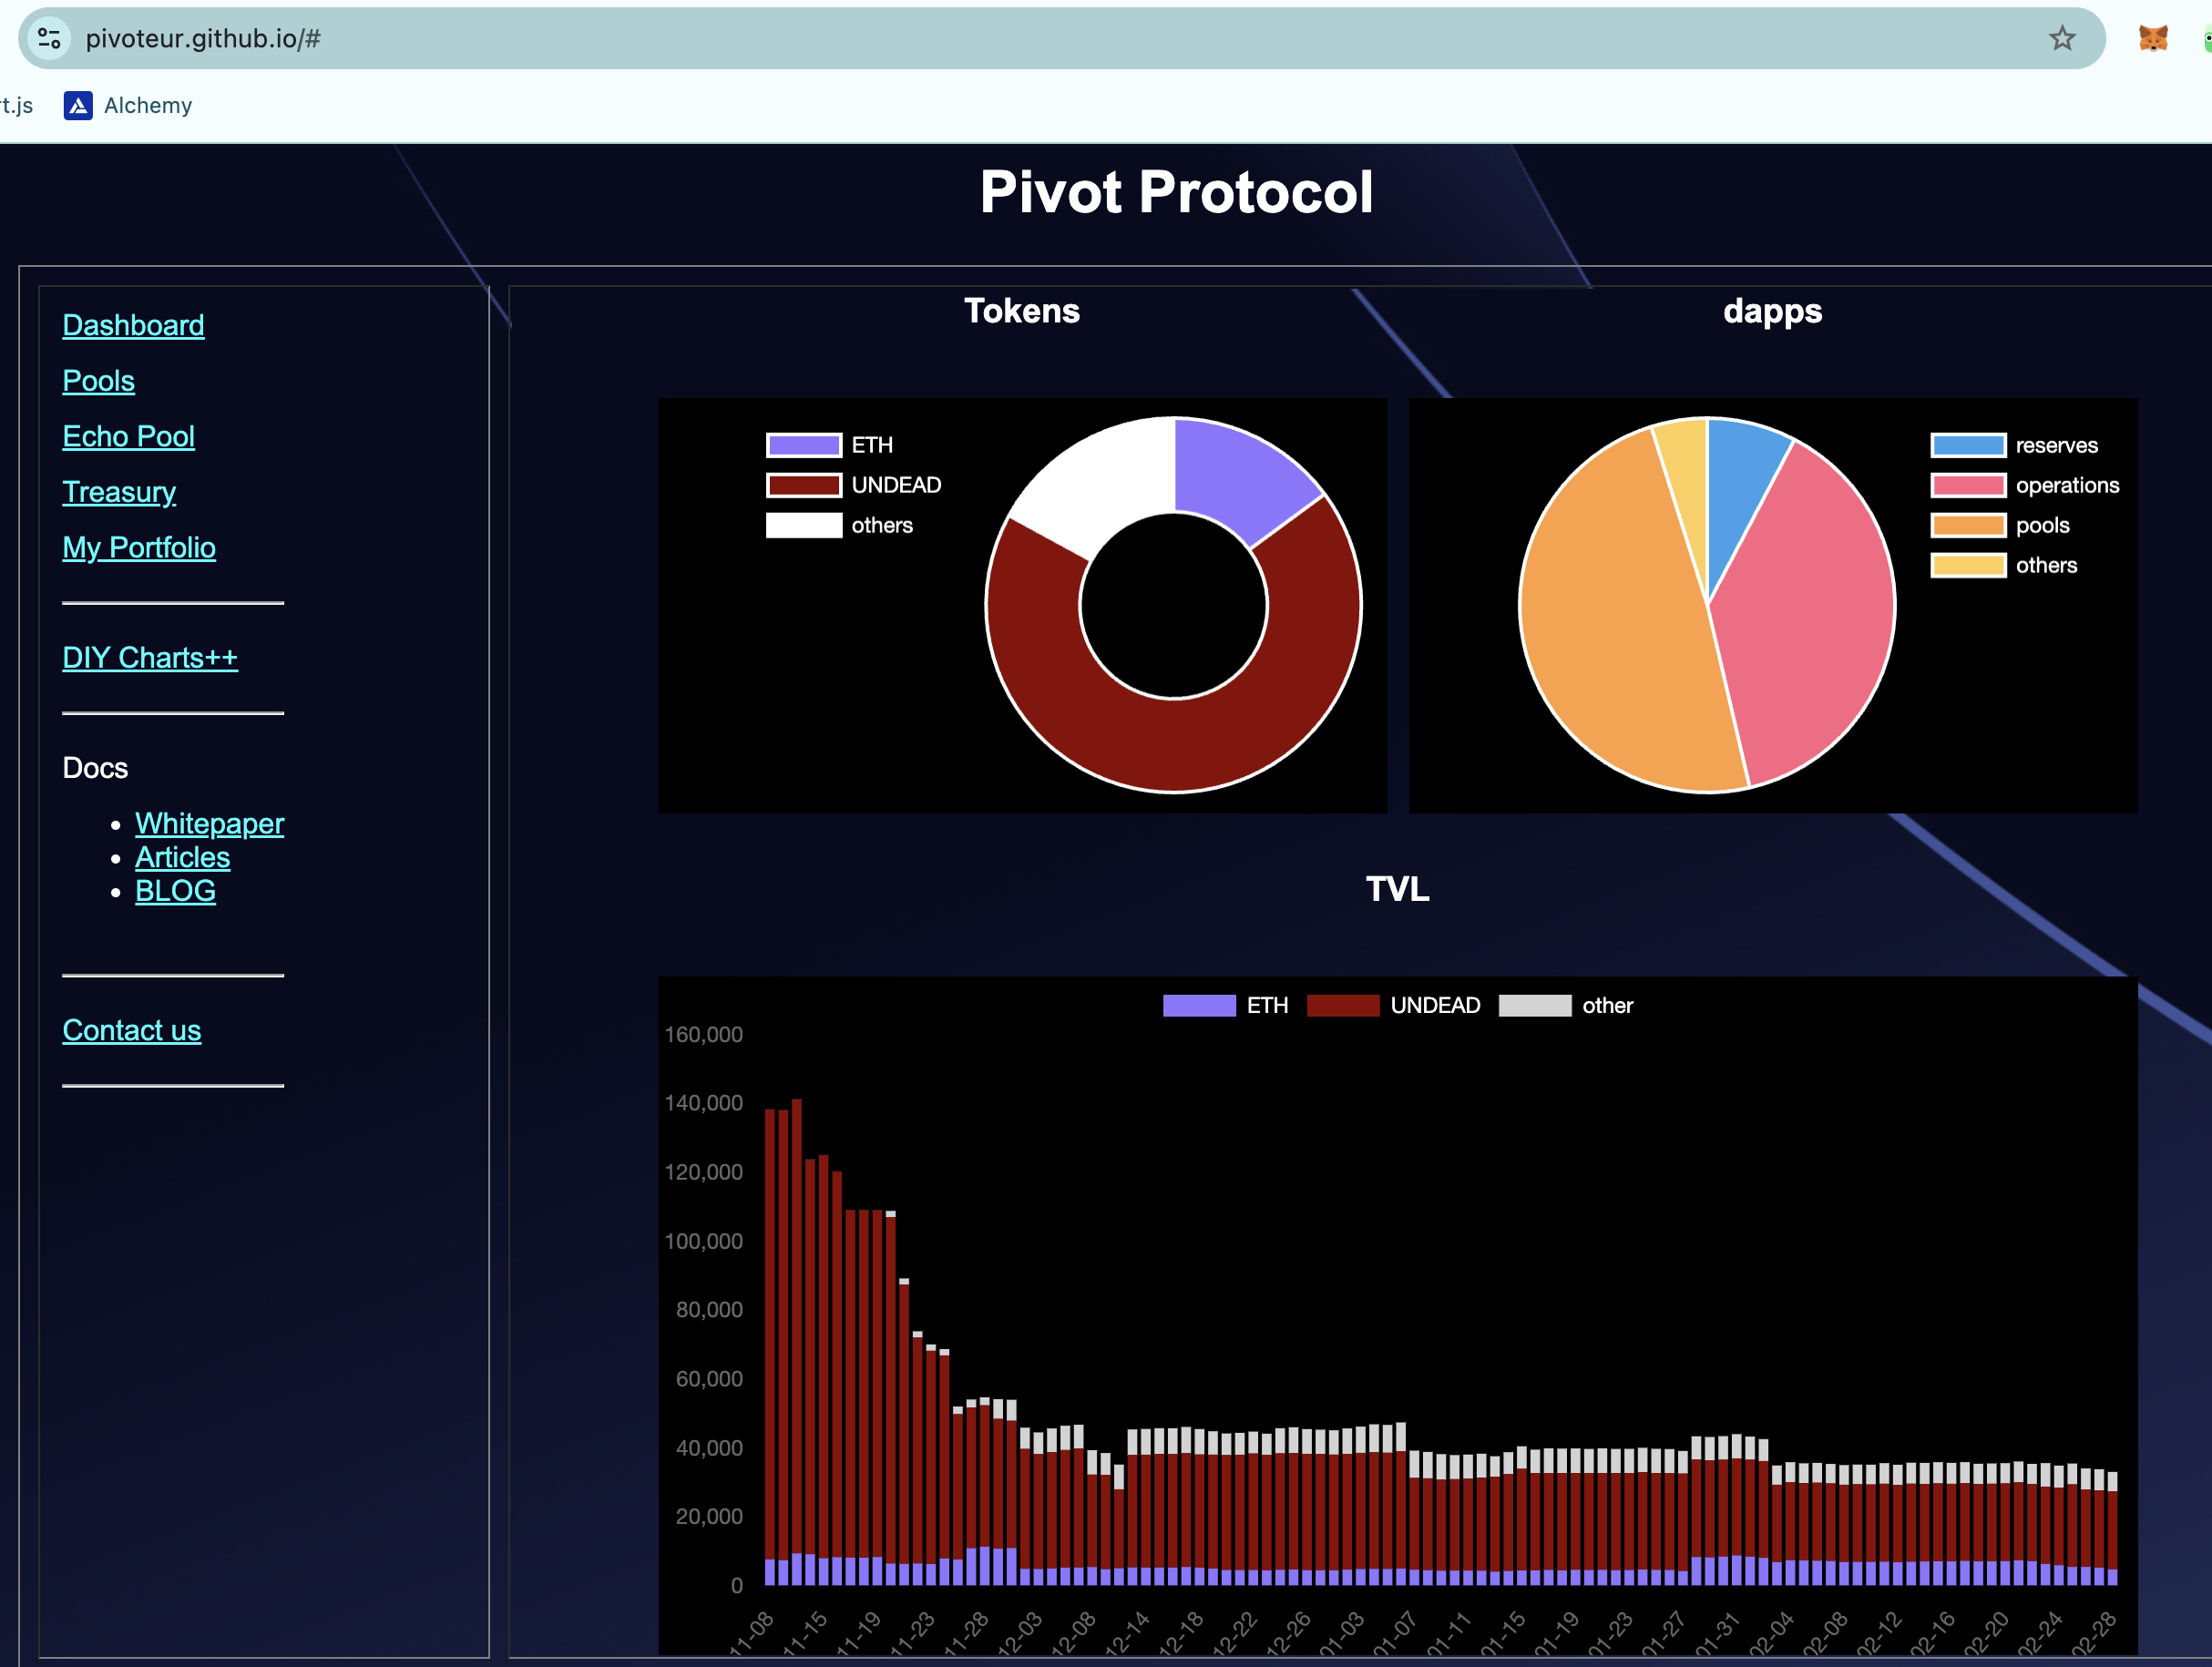 pivoteur.github.io/#
t.js Alchemy
Pivot Protocol
Dashboard
Pools
Echo Pool
Treasury
My Portfolio
DIY Charts++
Docs
Whitepaper
Articles
BLOG
Contact us
Tokens
ETH
UNDEAD
others
dapps
reserves
operations
pools
others
TVL
ETH UNDEAD other
160,000
140,000
120,000
100,000
80,000
60,000
40,000
20,000
0
11-08 11-15 11-19 11-23 11-28 12-03 12-08 12-14 12-18 12-22 12-26 01-03 01-07 01-11 01-15 01-19 01-23 01-27 01-31 02-04 02-08 02-12 02-16 02-20 02-24 02-28